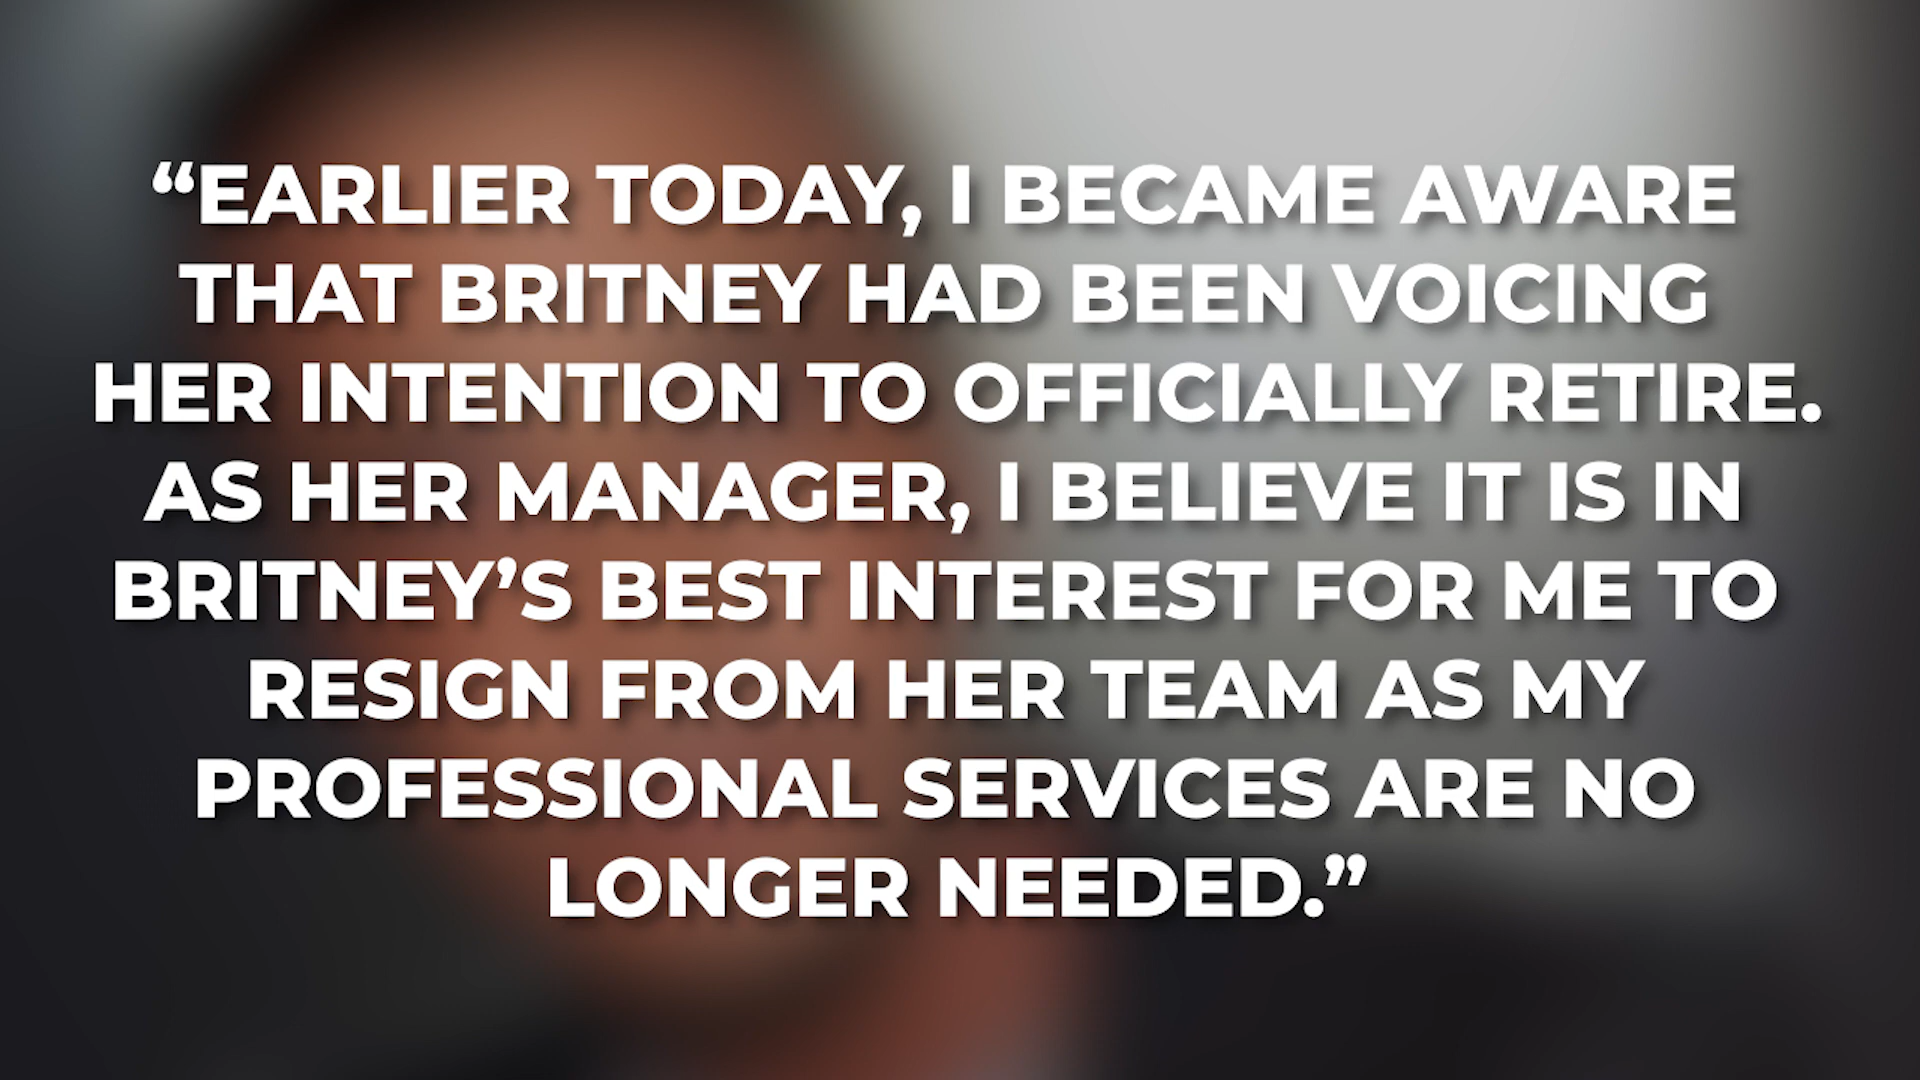 “EARLIER TODAY, I BECAME AWARE
THAT BRITNEY HAD BEEN VOICING
HER INTENTION TO OFFICIALLY RETIRE.
AS HER MANAGER, I BELIEVE IT IS IN
BRITNEY’S BEST INTEREST FOR ME TO
RESIGN FROM HER TEAM AS MY
PROFESSIONAL SERVICES ARE NO
LONGER NEEDED.”